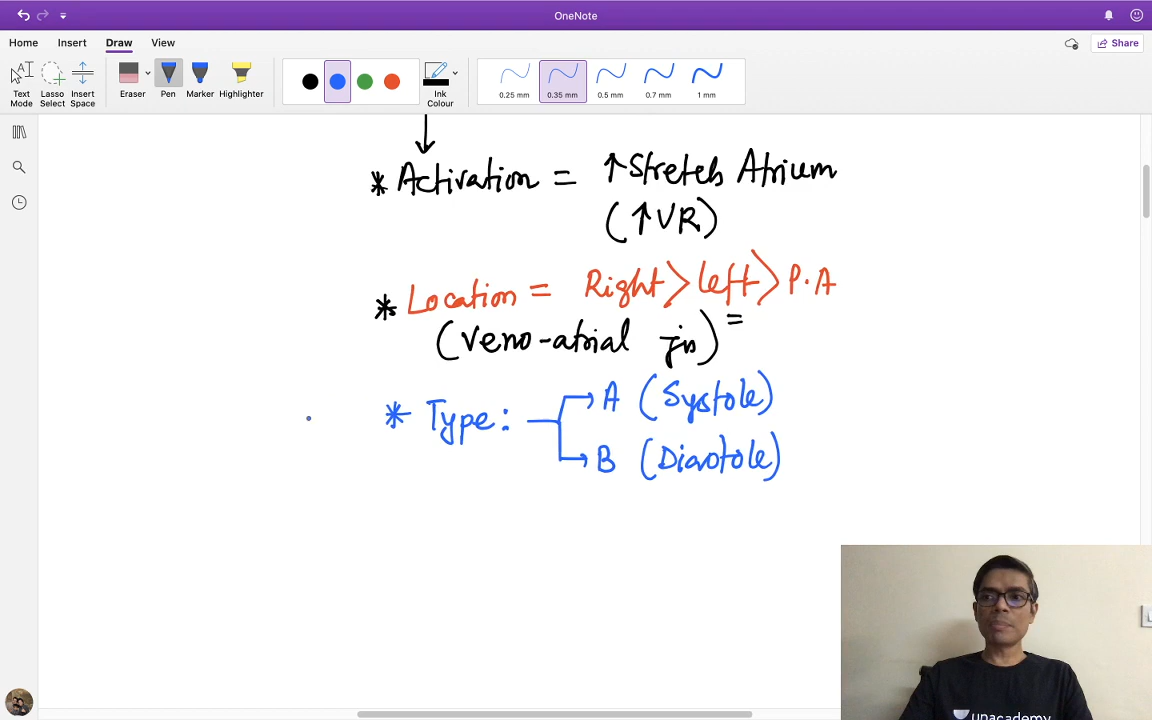 OneNote
Home Insert Draw View Share
Text Mode Lasso Select Insert Space Eraser Pen Marker Highlighter Ink Colour 0.25 mm 0.35 mm 0.5 mm 0.7 mm 1 mm
* Activation = ↑Stretch Atrium
(↑VR)
* Location = Right > left > P.A
(Veno-atrial jn) =
* Type: → A (Systole)
→ B (Diastole)
unacademy